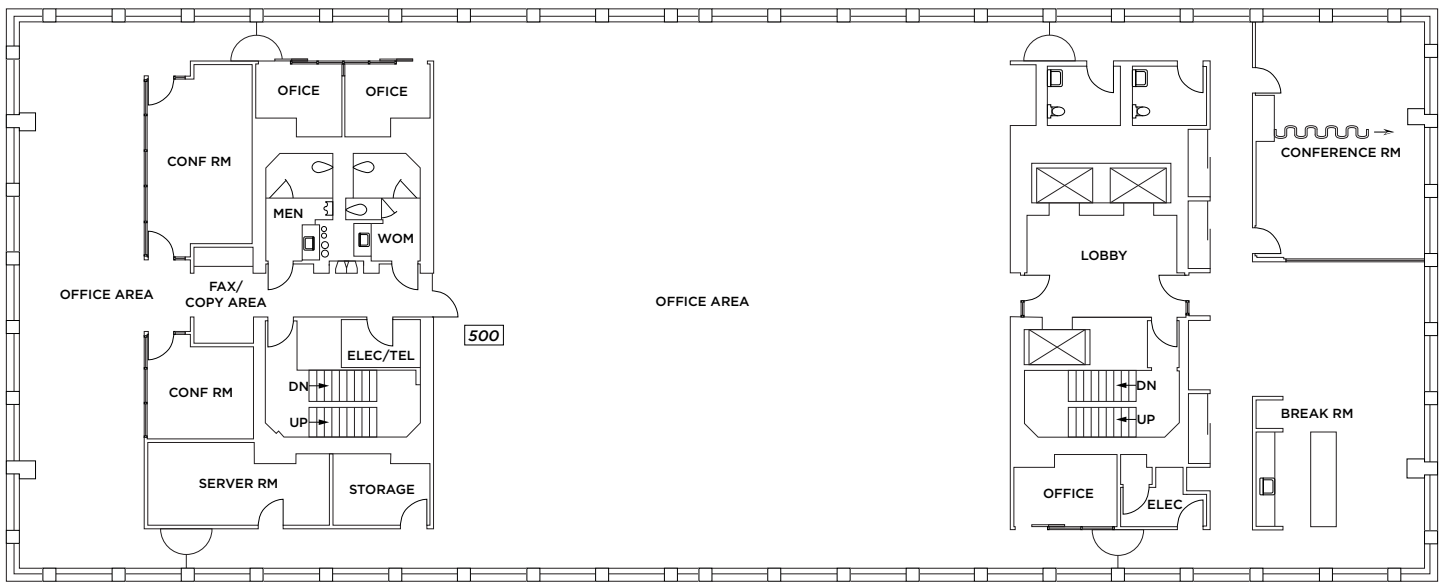 OFICE
OFICE
CONF RM
CONFERENCE RM
MEN
WOM
LOBBY
OFFICE AREA
FAX/
COPY AREA
OFFICE AREA
500
ELEC/TEL
CONF RM
DN
DN
UP
UP
BREAK RM
SERVER RM
STORAGE
OFFICE
ELEC